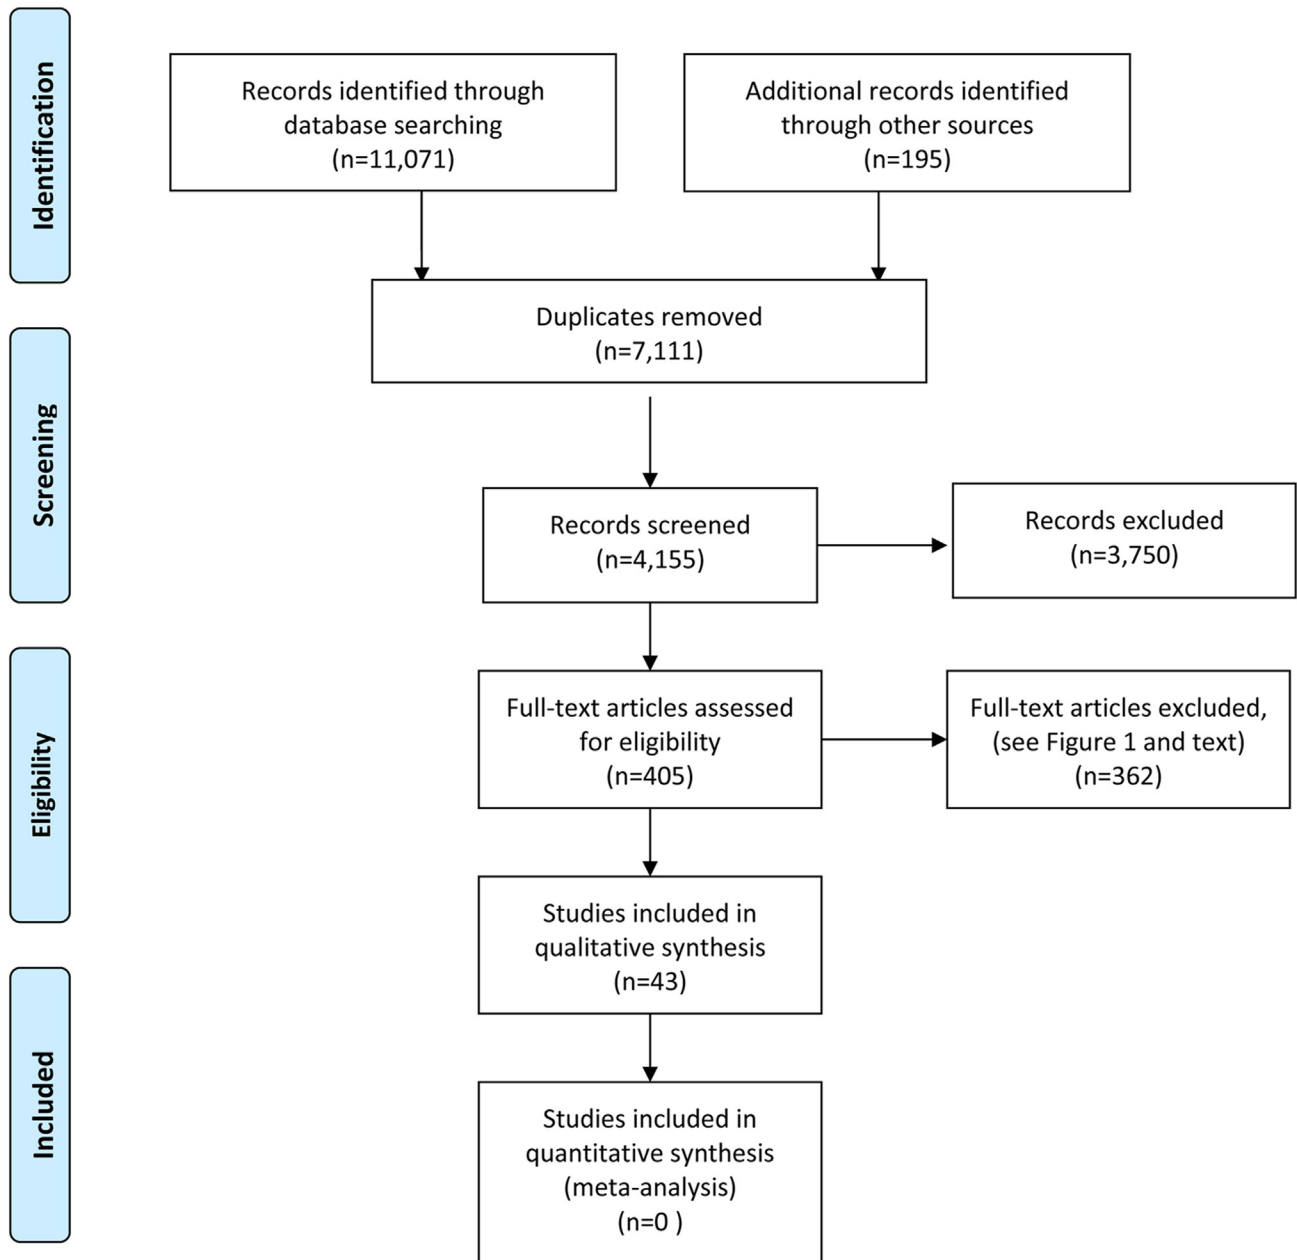 Identification
Records identified through
database searching
(n=11,071)
Additional records identified
through other sources
(n=195)
Duplicates removed
(n=7,111)
Screening
Records screened
(n=4,155)
Records excluded
(n=3,750)
Eligibility
Full-text articles assessed
for eligibility
(n=405)
Full-text articles excluded,
(see Figure 1 and text)
(n=362)
Studies included in
qualitative synthesis
(n=43)
Included
Studies included in
quantitative synthesis
(meta-analysis)
(n=0 )